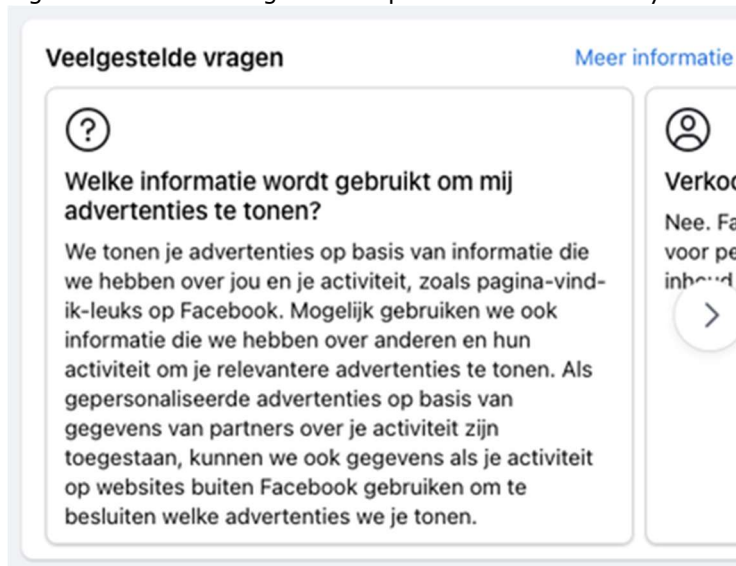 Veelgestelde vragen
Meer informatie
Welke informatie wordt gebruikt om mij
advertenties te tonen?
We tonen je advertenties op basis van informatie die
we hebben over jou en je activiteit, zoals pagina-vind-
ik-leuks op Facebook. Mogelijk gebruiken we ook
informatie die we hebben over anderen en hun
activiteit om je relevantere advertenties te tonen. Als
gepersonaliseerde advertenties op basis van
gegevens van partners over je activiteit zijn
toegestaan, kunnen we ook gegevens als je activiteit
op websites buiten Facebook gebruiken om te
besluiten welke advertenties we je tonen.
Nee.
voor